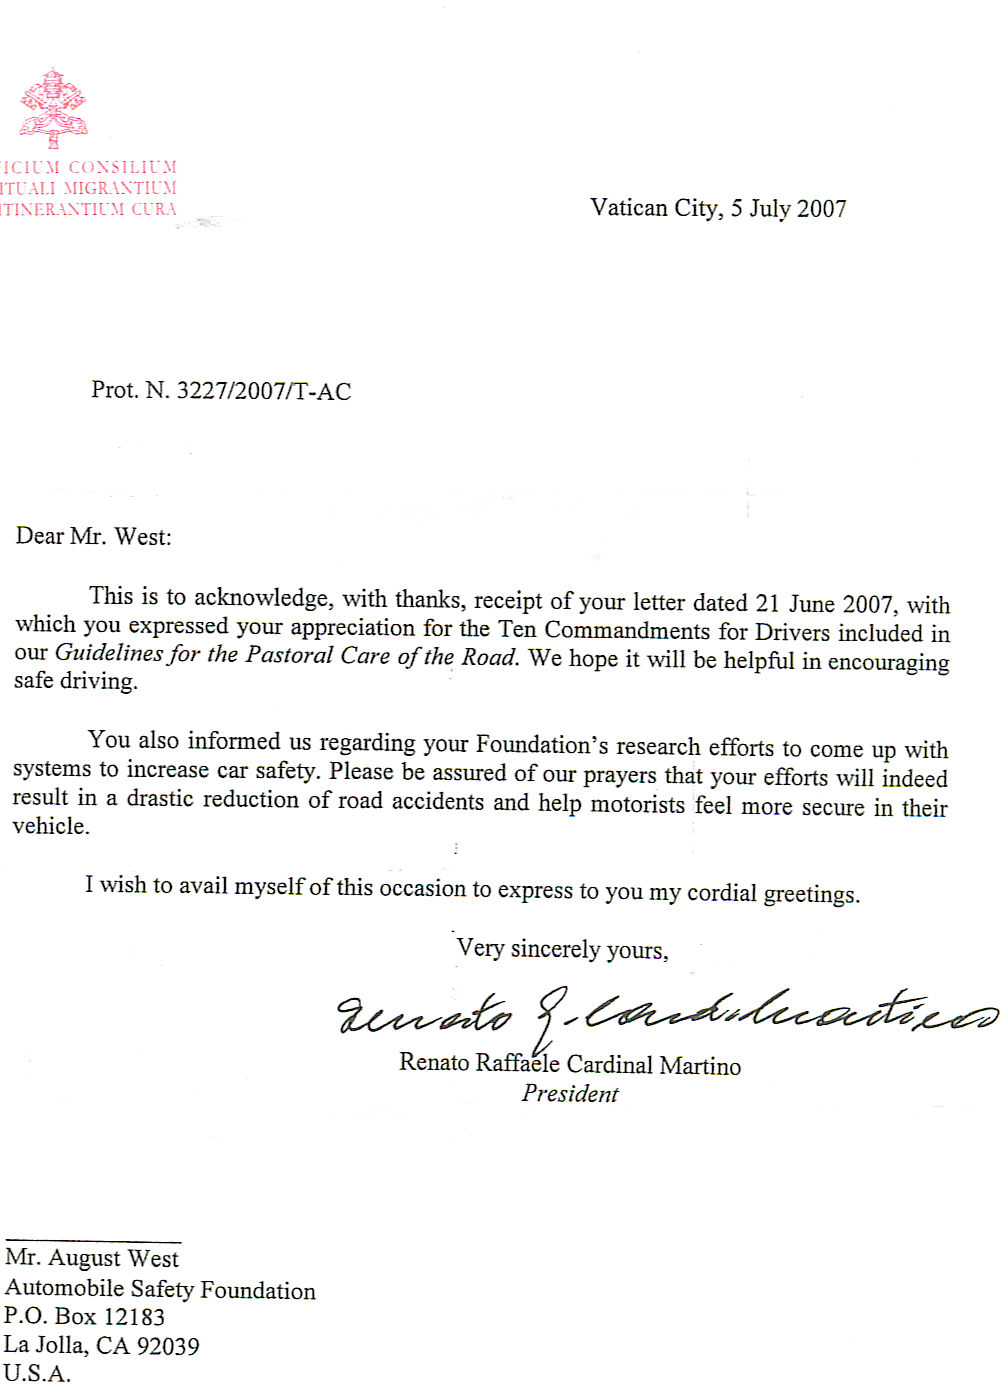 ICIUM CONSILIUM
ITUALI MIGRANTIUM
ITINERANTIUM CURA
Vatican City, 5 July 2007
Prot. N. 3227/2007/T-AC
Dear Mr. West:
This is to acknowledge, with thanks, receipt of your letter dated 21 June 2007, with
which you expressed your appreciation for the Ten Commandments for Drivers included in
our Guidelines for the Pastoral Care of the Road. We hope it will be helpful in encouraging
safe driving.
You also informed us regarding your Foundation's research efforts to come up with
systems to increase car safety. Please be assured of our prayers that your efforts will indeed
result in a drastic reduction of road accidents and help motorists feel more secure in their
vehicle.
I wish to avail myself of this occasion to express to you my cordial greetings.
Very sincerely yours,
Renato R. Card. Martino
Renato Raffaele Cardinal Martino
President
Mr. August West
Automobile Safety Foundation
P.O. Box 12183
La Jolla, CA 92039
U.S.A.